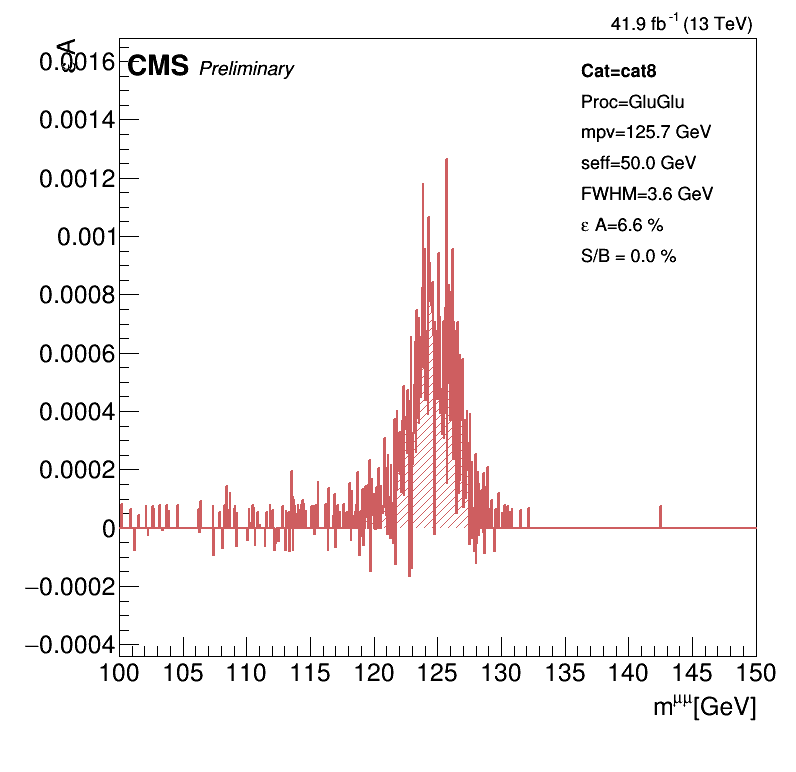 41.9 fb⁻¹ (13 TeV)
ε A
CMS Preliminary
Cat=cat8
Proc=GluGlu
mpv=125.7 GeV
seff=50.0 GeV
FWHM=3.6 GeV
ε A=6.6 %
S/B = 0.0 %
0.0016
0.0014
0.0012
0.001
0.0008
0.0006
0.0004
0.0002
0
−0.0002
−0.0004
100 105 110 115 120 125 130 135 140 145 150
m^μμ[GeV]